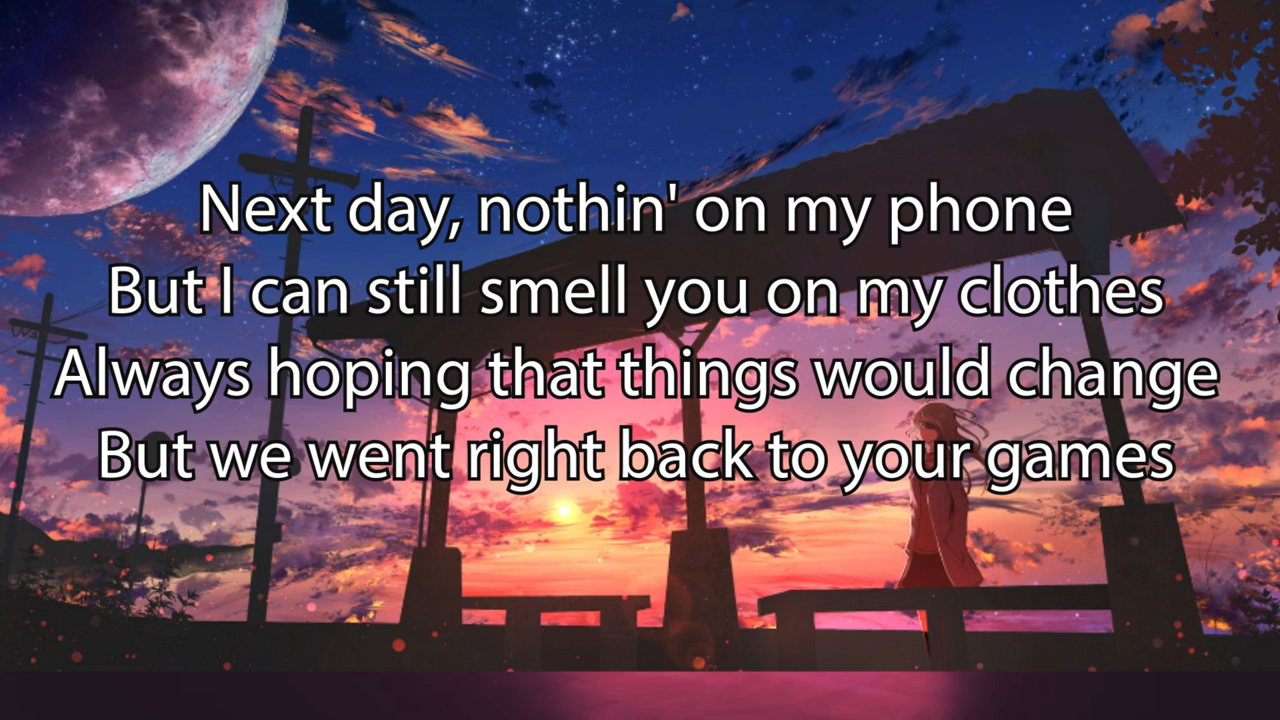 Next day, nothin' on my phone
But I can still smell you on my clothes
Always hoping that things would change
But we went right back to your games